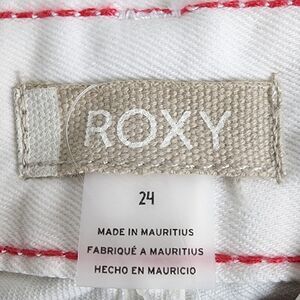 ROXY
24
MADE IN MAURITIUS
FABRIQUÉ A MAURITIUS
HECHO EN MAURICIO